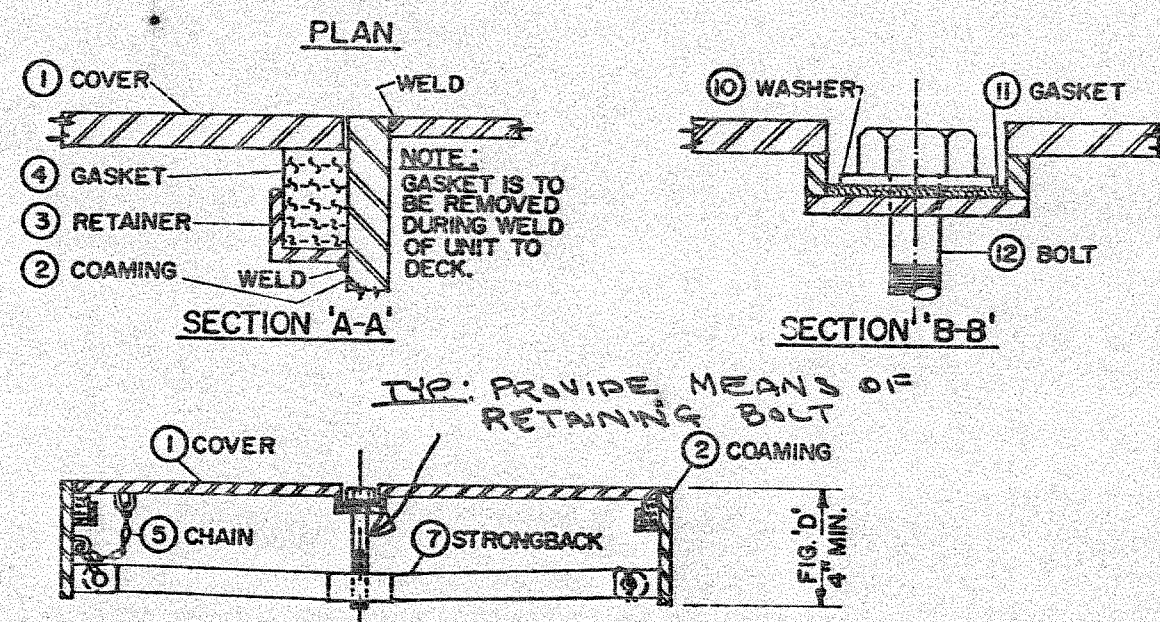 PLAN
1 COVER
WELD
10 WASHER
11 GASKET
4 GASKET
3 RETAINER
2 COAMING
WELD
NOTE:
GASKET IS TO
BE REMOVED
DURING WELD
OF UNIT TO
DECK.
12 BOLT
SECTION 'A-A'
SECTION 'B-B'
TYP: PROVIDE MEANS OF
RETAINING BOLT
1 COVER
2 COAMING
5 CHAIN
7 STRONGBACK
FIG. 'D'
4" MIN.